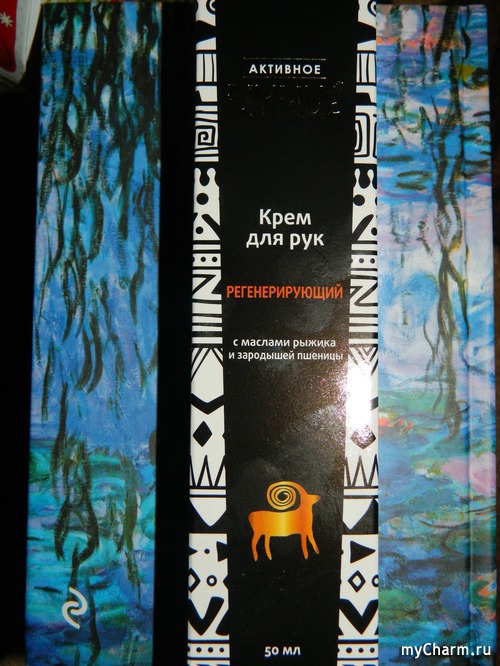 АКТИВНОЕ
Крем
для рук
РЕГЕНЕРИРУЮЩИЙ
с маслами рыжика
и зародышей пшеницы
50 мл
myCharm.ru